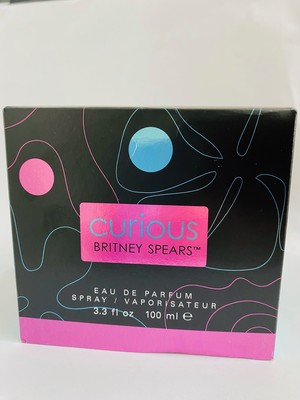 curious
BRITNEY SPEARS™
EAU DE PARFUM
SPRAY / VAPORISATEUR
3.3 fl oz 100 ml ℮